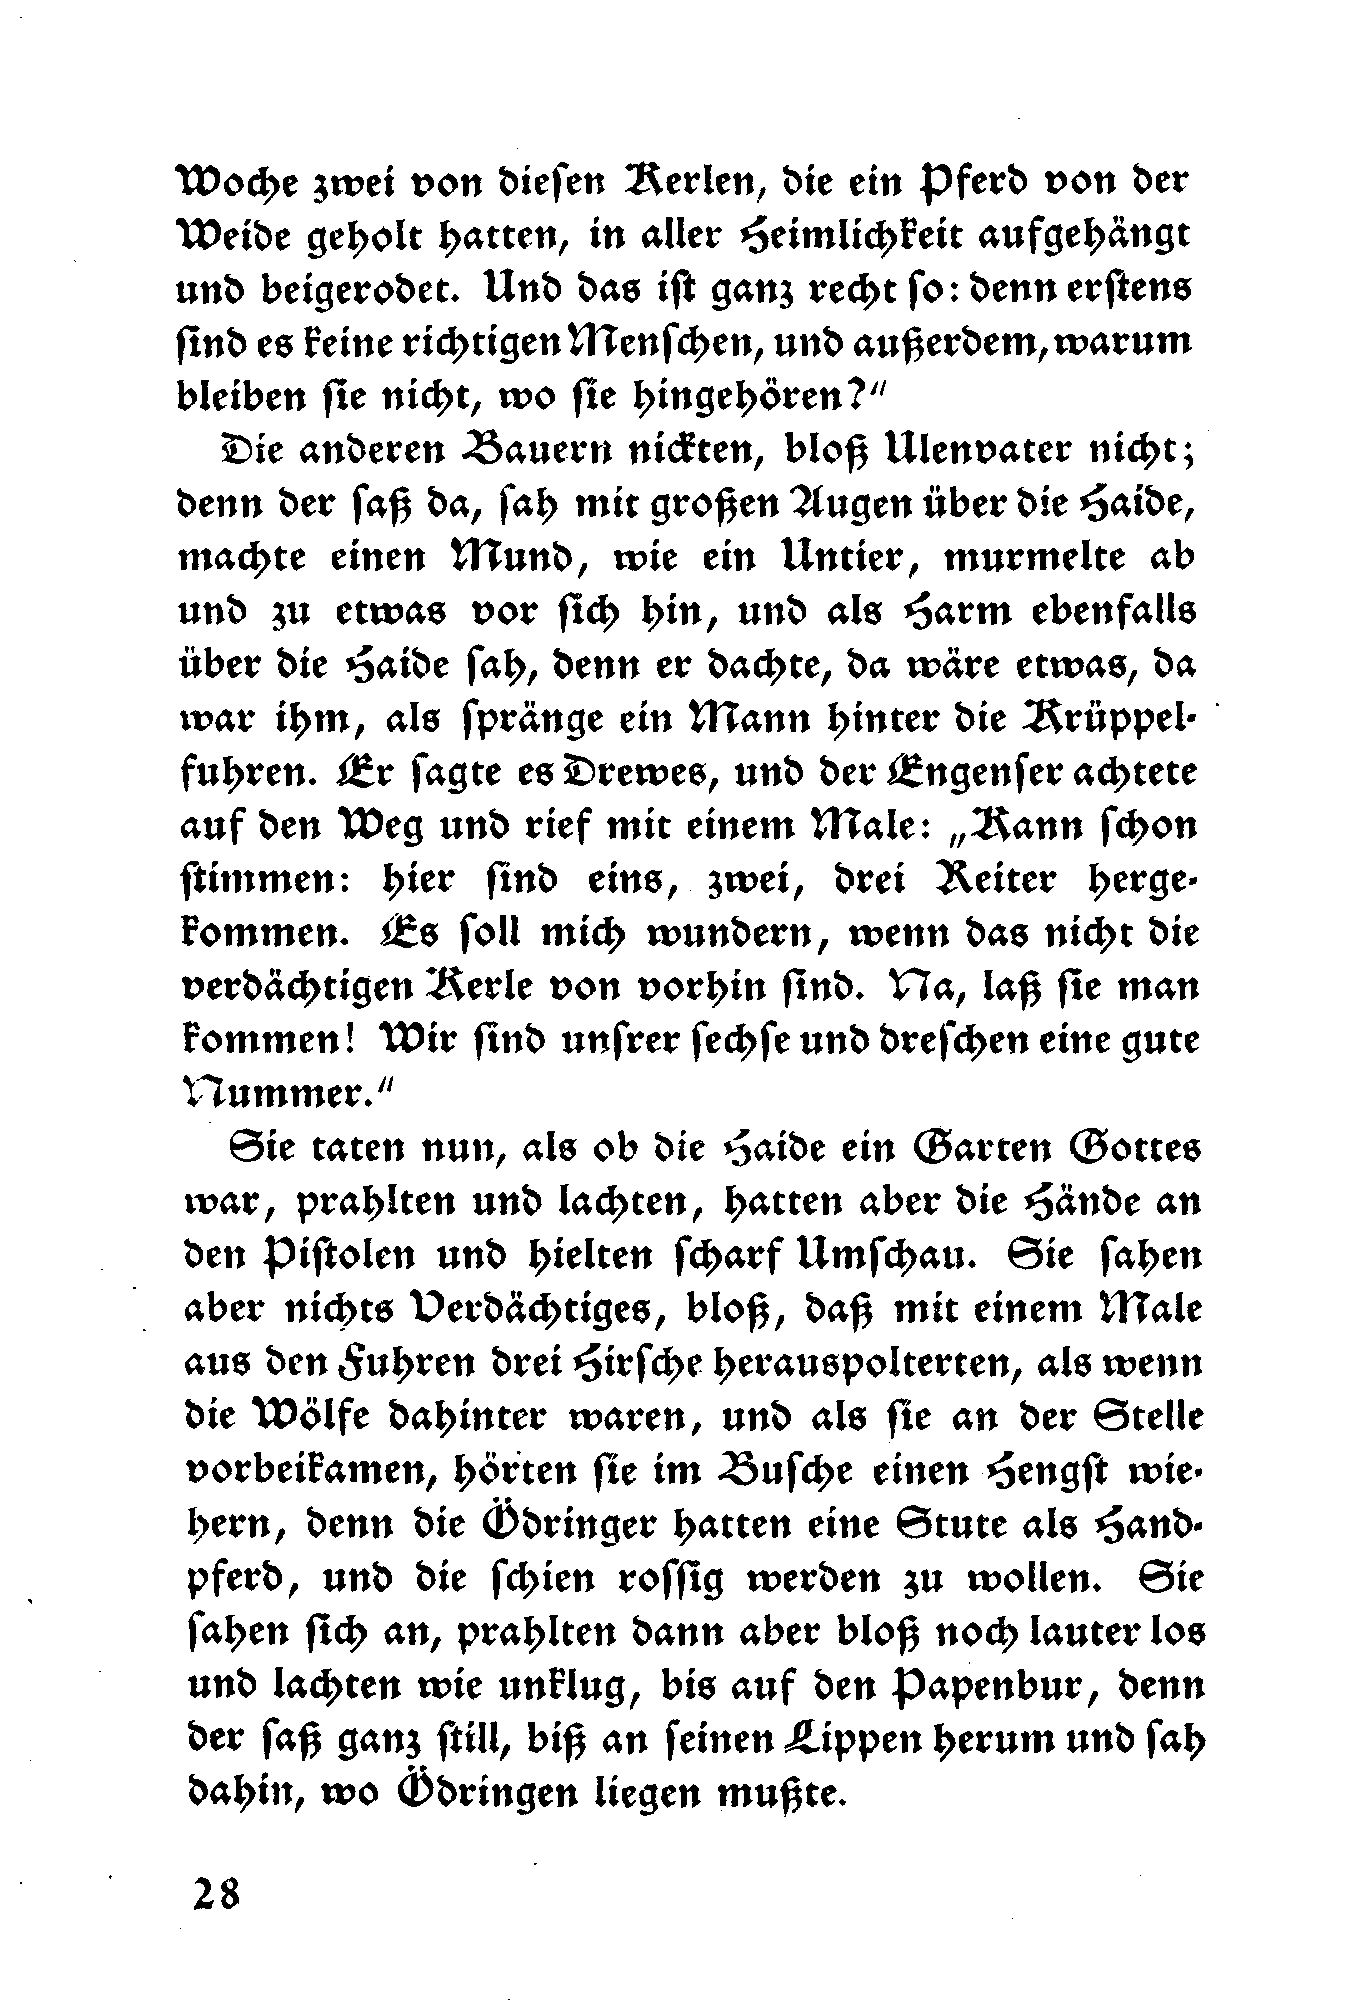 Woche zwei von diesen Kerlen, die ein Pferd von der
Weide geholt hatten, in aller Heimlichkeit aufgehängt
und beigerodet. Und das ist ganz recht so: denn erstens
sind es keine richtigen Menschen, und außerdem, warum
bleiben sie nicht, wo sie hingehören?“
Die anderen Bauern nickten, bloß Ulenvater nicht;
denn der saß da, sah mit großen Augen über die Haide,
machte einen Mund, wie ein Untier, murmelte ab
und zu etwas vor sich hin, und als Harm ebenfalls
über die Haide sah, denn er dachte, da wäre etwas, da
war ihm, als spränge ein Mann hinter die Krüppel-
fuhren. Er sagte es Drewes, und der Engenser achtete
auf den Weg und rief mit einem Male: „Kann schon
stimmen: hier sind eins, zwei, drei Reiter herge-
kommen. Es soll mich wundern, wenn das nicht die
verdächtigen Kerle von vorhin sind. Na, laß sie man
kommen! Wir sind unsrer sechse und dreschen eine gute
Nummer.“
Sie taten nun, als ob die Haide ein Garten Gottes
war, prahlten und lachten, hatten aber die Hände an
den Pistolen und hielten scharf Umschau. Sie sahen
aber nichts Verdächtiges, bloß, daß mit einem Male
aus den Fuhren drei Hirsche herauspolterten, als wenn
die Wölfe dahinter waren, und als sie an der Stelle
vorbeikamen, hörten sie im Busche einen Hengst wie-
hern, denn die Ödringer hatten eine Stute als Hand-
pferd, und die schien rossig werden zu wollen. Sie
sahen sich an, prahlten dann aber bloß noch lauter los
und lachten wie unklug, bis auf den Papenbur, denn
der saß ganz still, biß an seinen Lippen herum und sah
dahin, wo Ödringen liegen mußte.
28